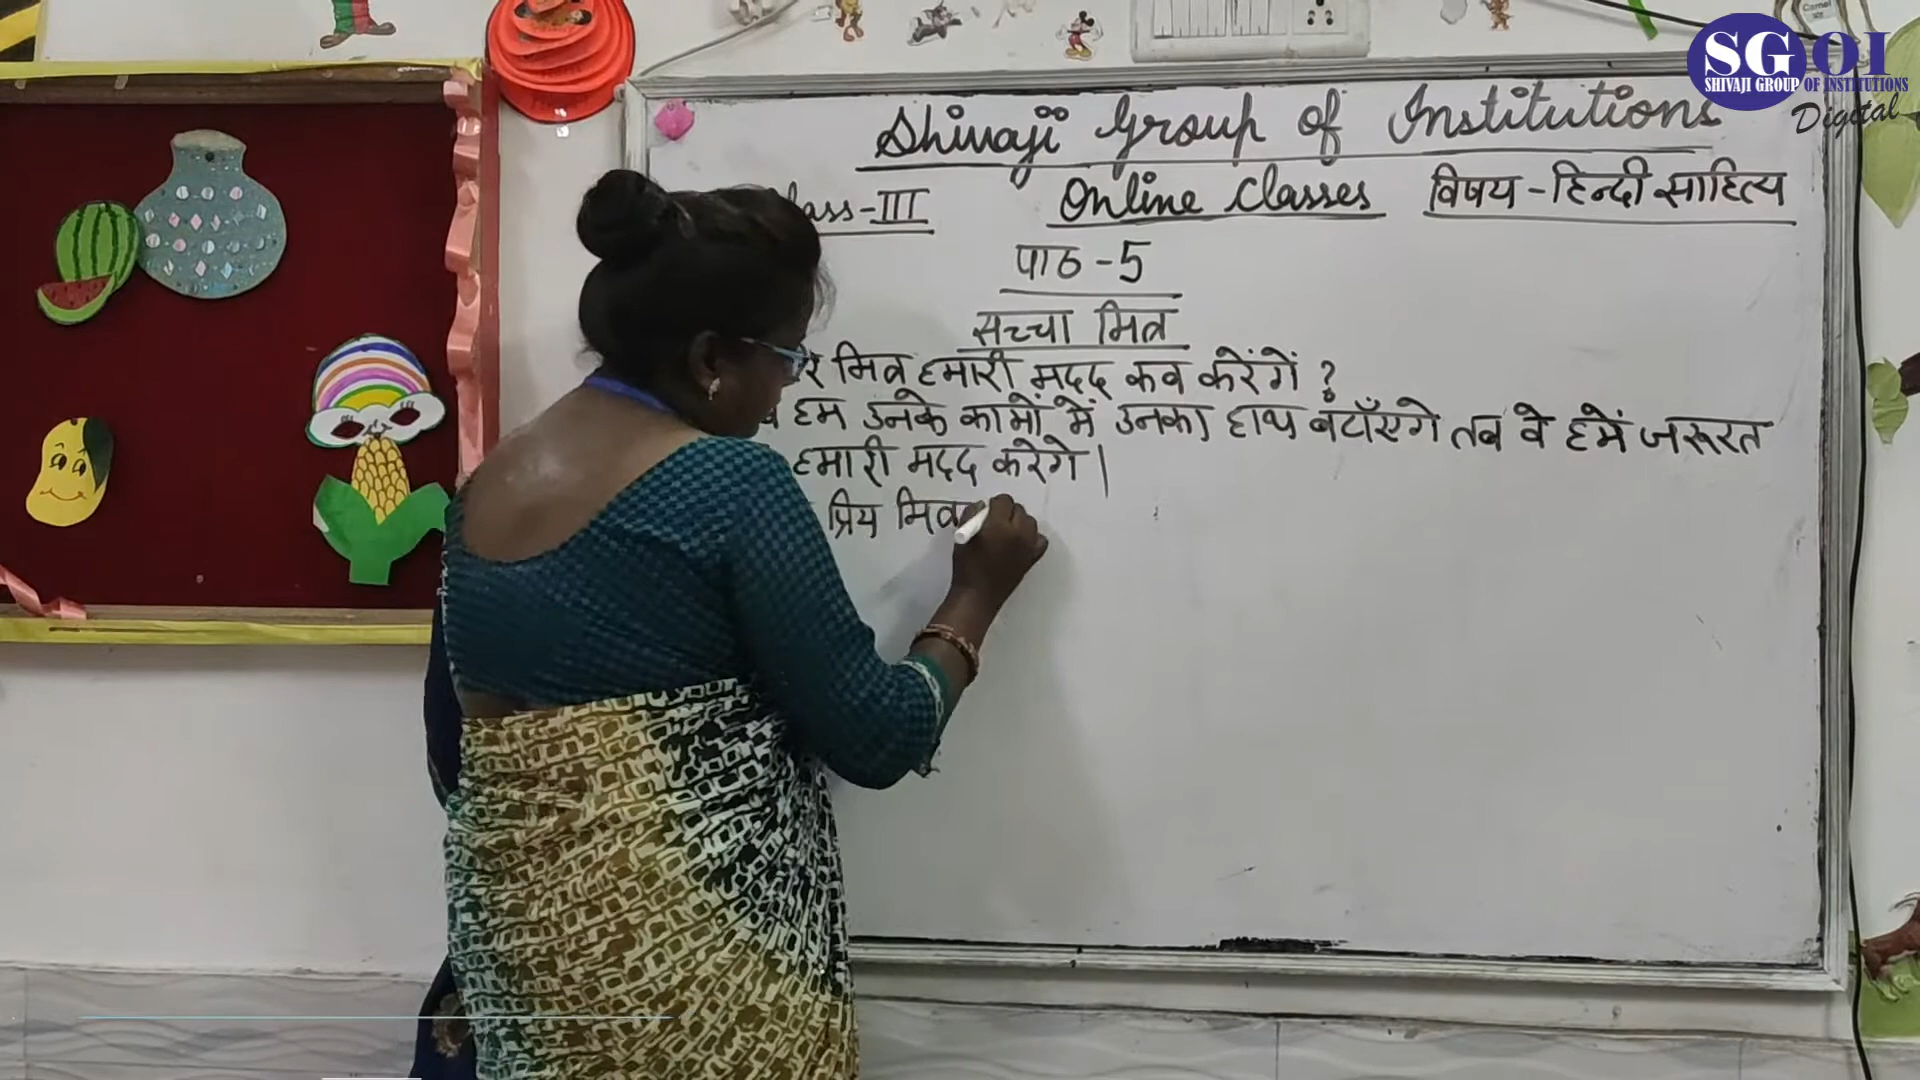 SGOI
SHIVAJI GROUP OF INSTITUTIONS
Digital
Shivaji Group of Institutions
Class-III Online Classes विषय-हिन्दी साहित्य
पाठ-5
सच्चा मित्र
मित्र हमारी मदद कब करेंगें ?
हम उनके कामों में उनका हाथ बटाँएगे तब वे हमें जरूरत
हमारी मदद करेंगे।
प्रिय मित्र